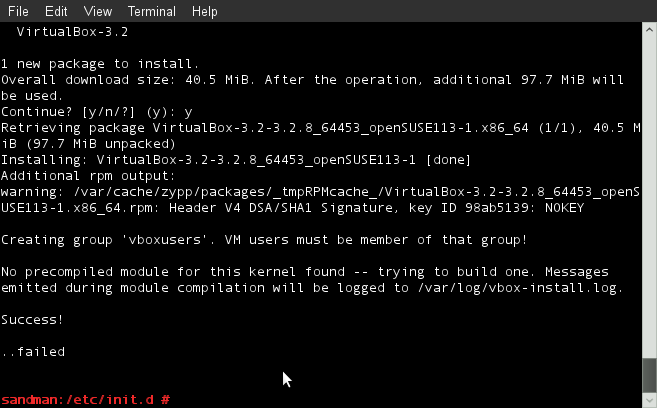 File Edit View Terminal Help
VirtualBox-3.2
1 new package to install.
Overall download size: 40.5 MiB. After the operation, additional 97.7 MiB will
be used.
Continue? [y/n/?] (y): y
Retrieving package VirtualBox-3.2-3.2.8_64453_openSUSE113-1.x86_64 (1/1), 40.5 M
iB (97.7 MiB unpacked)
Installing: VirtualBox-3.2-3.2.8_64453_openSUSE113-1 [done]
Additional rpm output:
warning: /var/cache/zypp/packages/_tmpRPMcache_/VirtualBox-3.2-3.2.8_64453_openS
USE113-1.x86_64.rpm: Header V4 DSA/SHA1 Signature, key ID 98ab5139: NOKEY
Creating group 'vboxusers'. VM users must be member of that group!
No precompiled module for this kernel found -- trying to build one. Messages
emitted during module compilation will be logged to /var/log/vbox-install.log.
Success!
..failed
sandman:/etc/init.d #